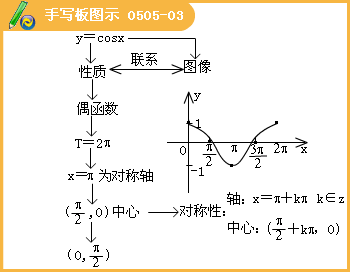 手写板图示 0505-03
y=cosx
联系
性质
图像
偶函数
T=2π
x=π 为对称轴
(π/2, 0) 中心
(0, π/2)
y
1
0
π/2
π
3π/2
2π
x
-1
对称性:
轴: x=π+kπ k∈z
中心: (π/2+kπ, 0)